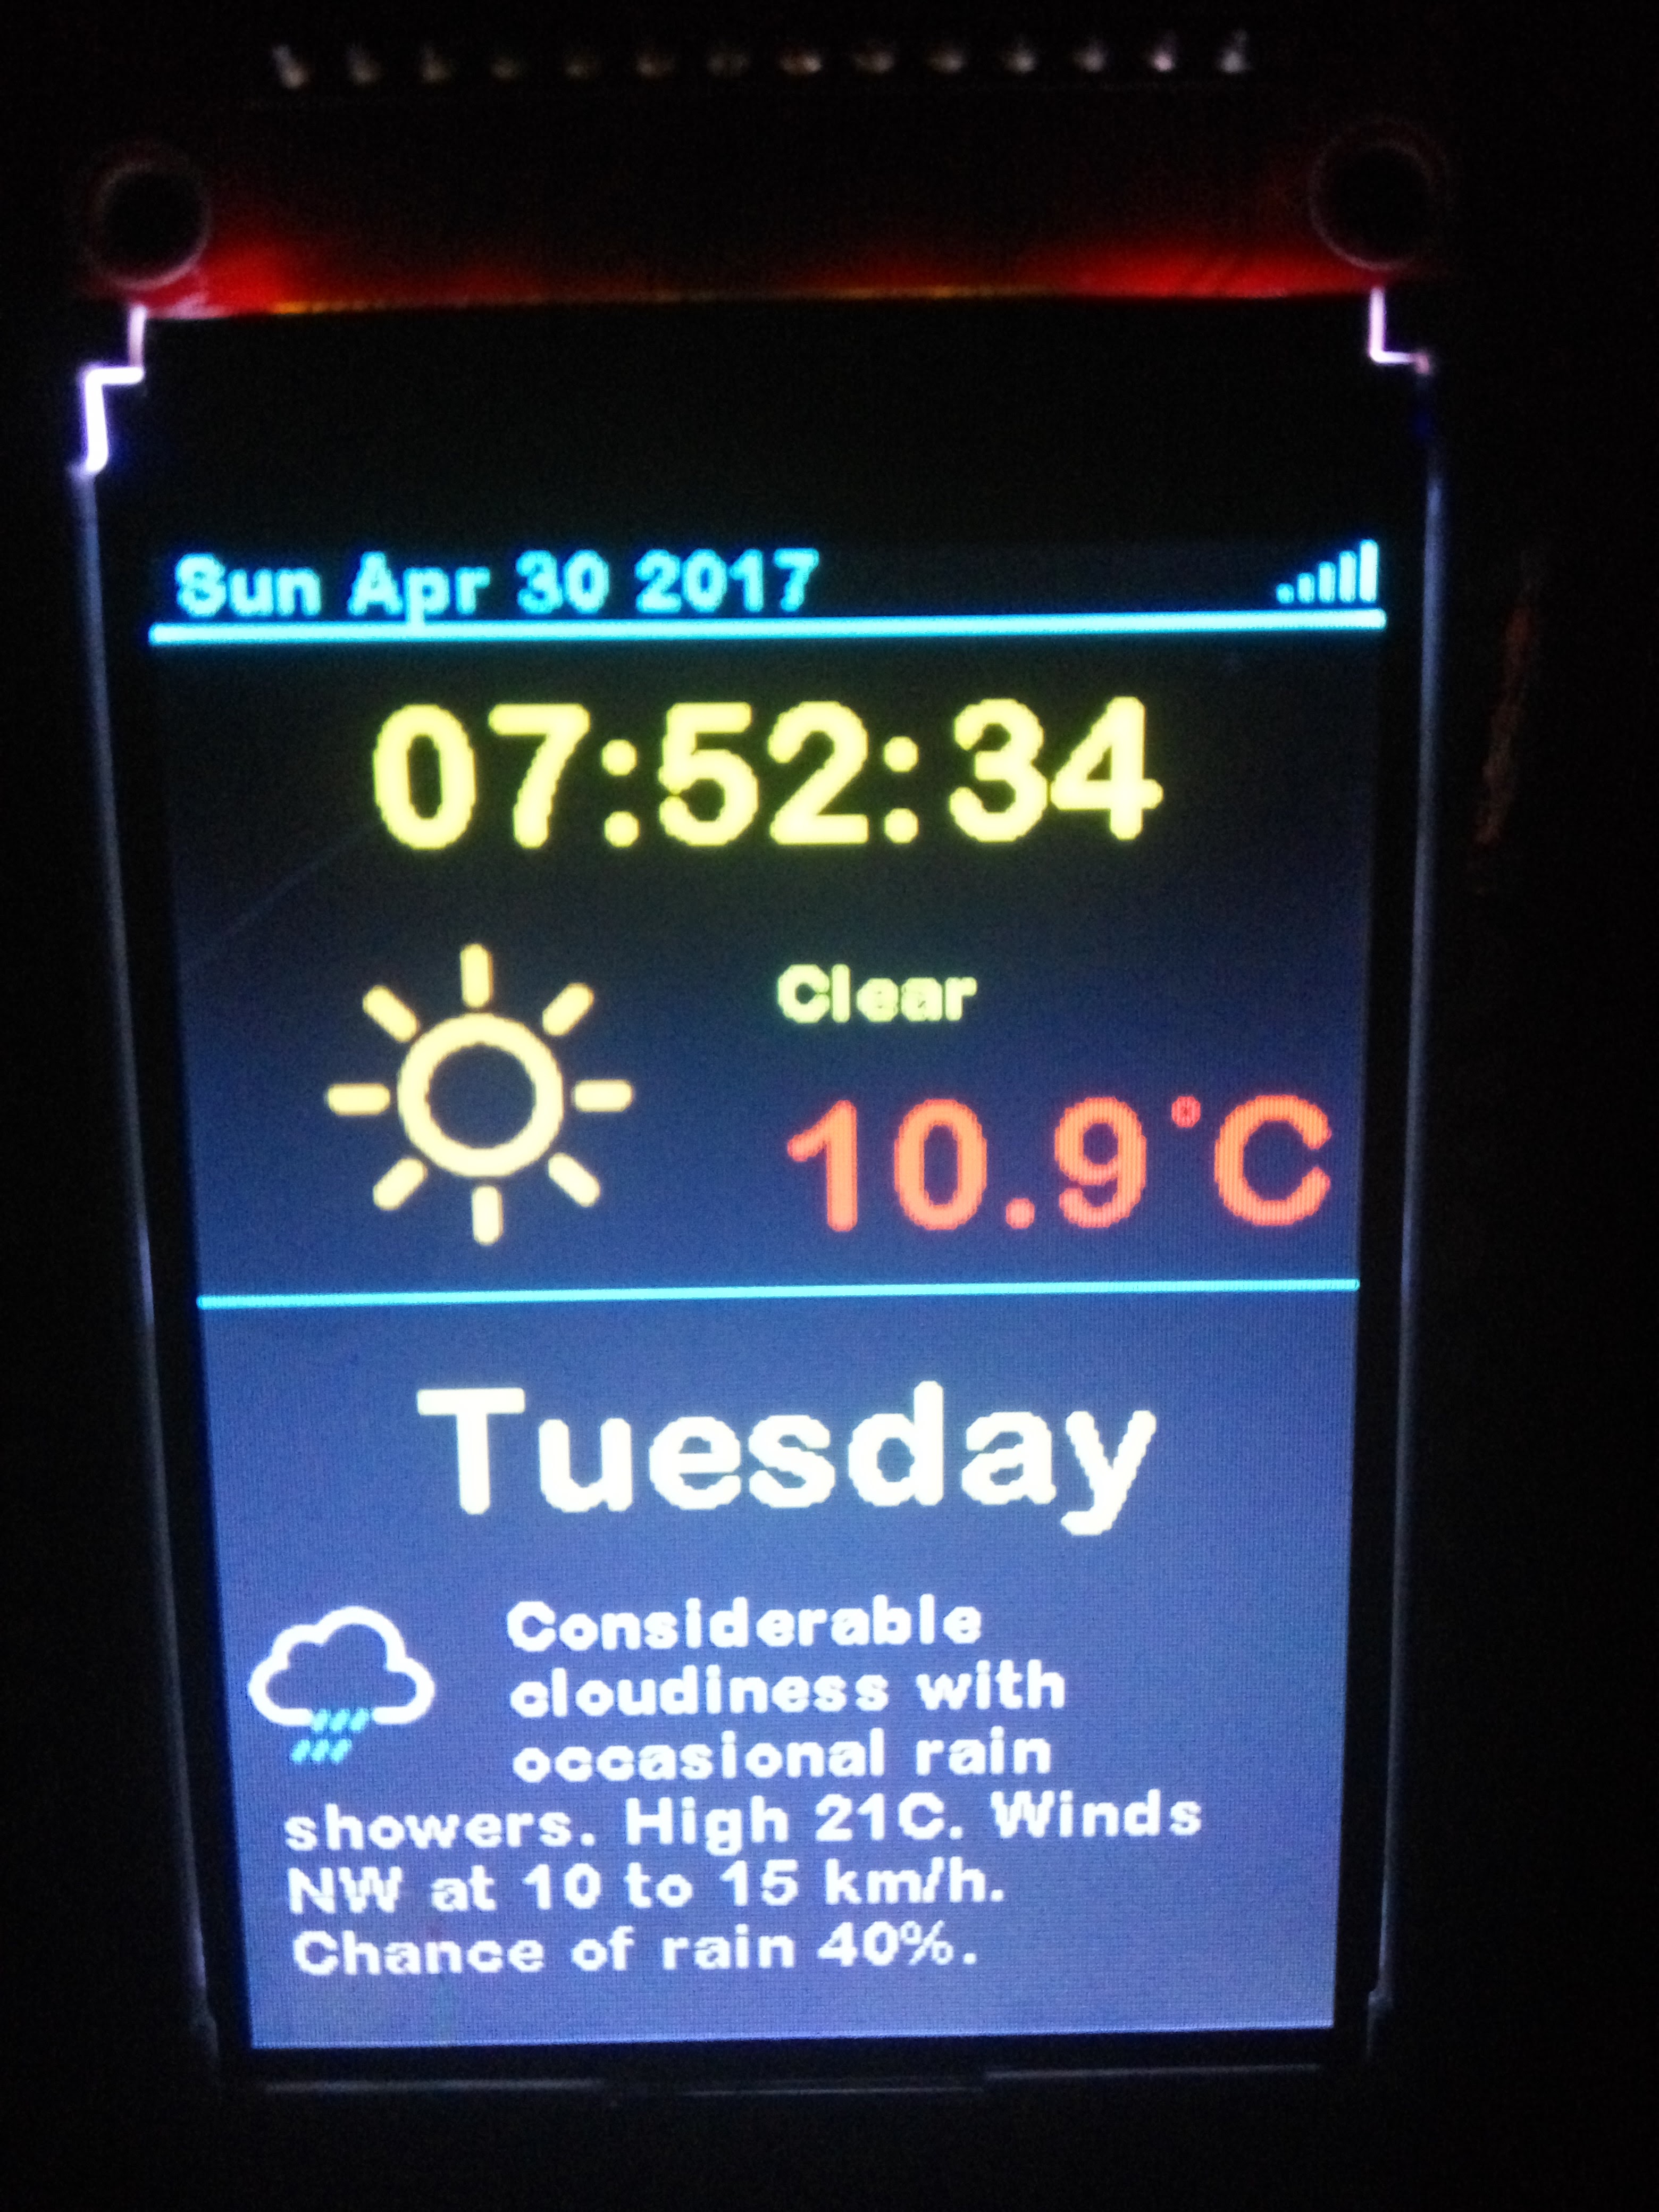 Sun Apr 30 2017
07:52:34
Clear
10.9°C
Tuesday
Considerable
cloudiness with
occasional rain
showers. High 21C. Winds
NW at 10 to 15 km/h.
Chance of rain 40%.